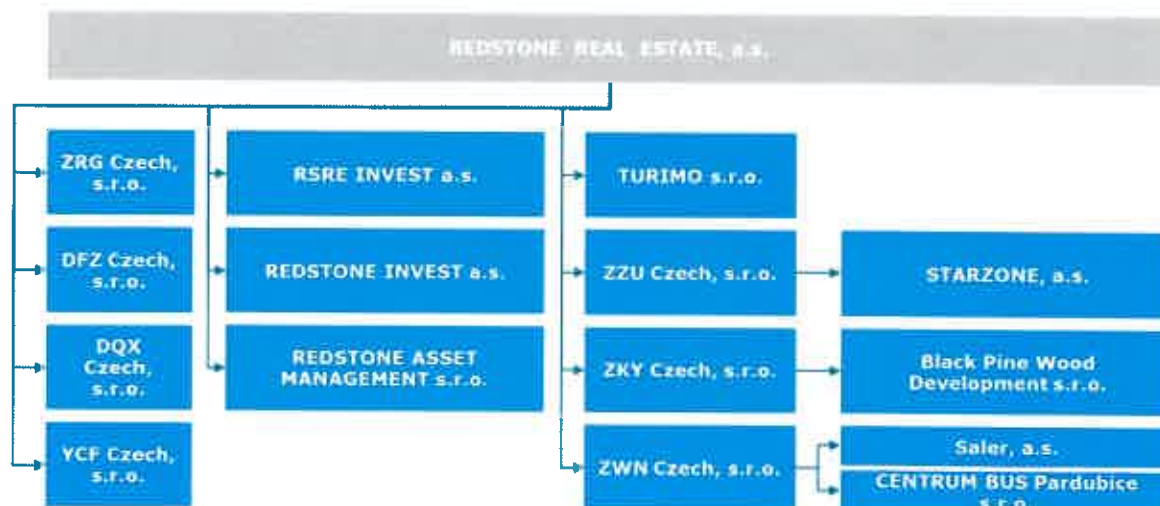 REDSTONE REAL ESTATE, a.s.
ZRG Czech,
s.r.o.
RSRE INVEST a.s.
TURIMO s.r.o.
DFZ Czech,
s.r.o.
REDSTONE INVEST a.s.
ZZU Czech, s.r.o.
STARZONE, a.s.
DQX
Czech,
s.r.o.
REDSTONE ASSET
MANAGEMENT s.r.o.
ZKY Czech, s.r.o.
Black Pine Wood
Development s.r.o.
YCF Czech,
s.r.o.
ZWN Czech, s.r.o.
Saler, a.s.
CENTRUM BUS Pardubice
s.r.o.